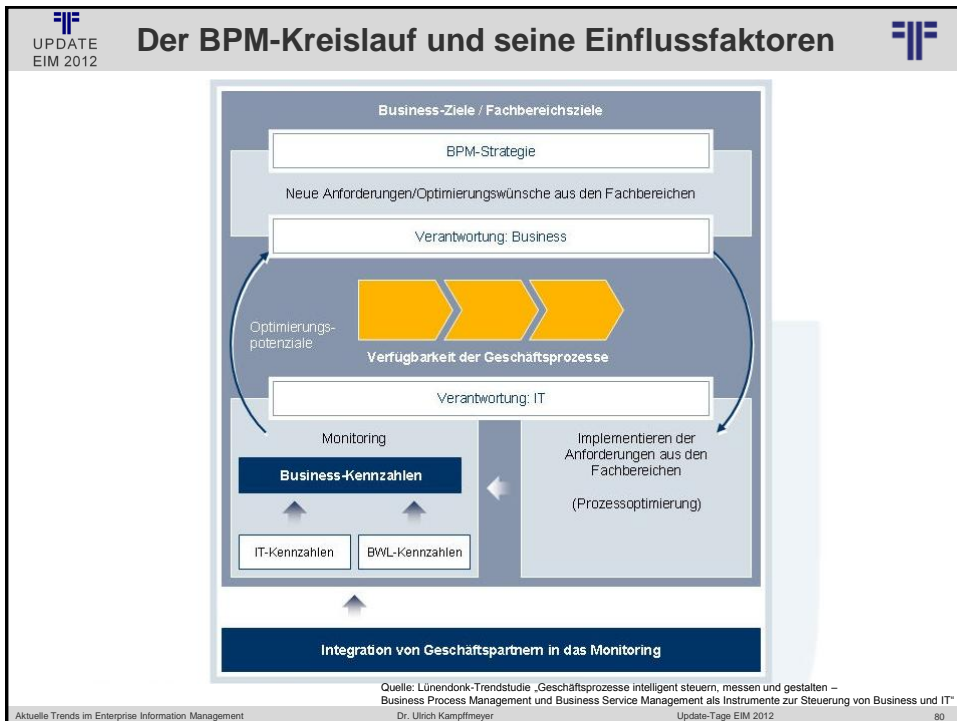 UPDATE
EIM 2012
Der BPM-Kreislauf und seine Einflussfaktoren
Business-Ziele / Fachbereichsziele
BPM-Strategie
Neue Anforderungen/Optimierungswünsche aus den Fachbereichen
Verantwortung: Business
Optimierungs-
potenziale
Verfügbarkeit der Geschäftsprozesse
Verantwortung: IT
Monitoring
Business-Kennzahlen
IT-Kennzahlen
BWL-Kennzahlen
Implementieren der
Anforderungen aus den
Fachbereichen
(Prozessoptimierung)
Integration von Geschäftspartnern in das Monitoring
Quelle: Lünendonk-Trendstudie „Geschäftsprozesse intelligent steuern, messen und gestalten –
Business Process Management und Business Service Management als Instrumente zur Steuerung von Business und IT"
Aktuelle Trends im Enterprise Information Management
Dr. Ulrich Kampffmeyer
Update-Tage EIM 2012
80